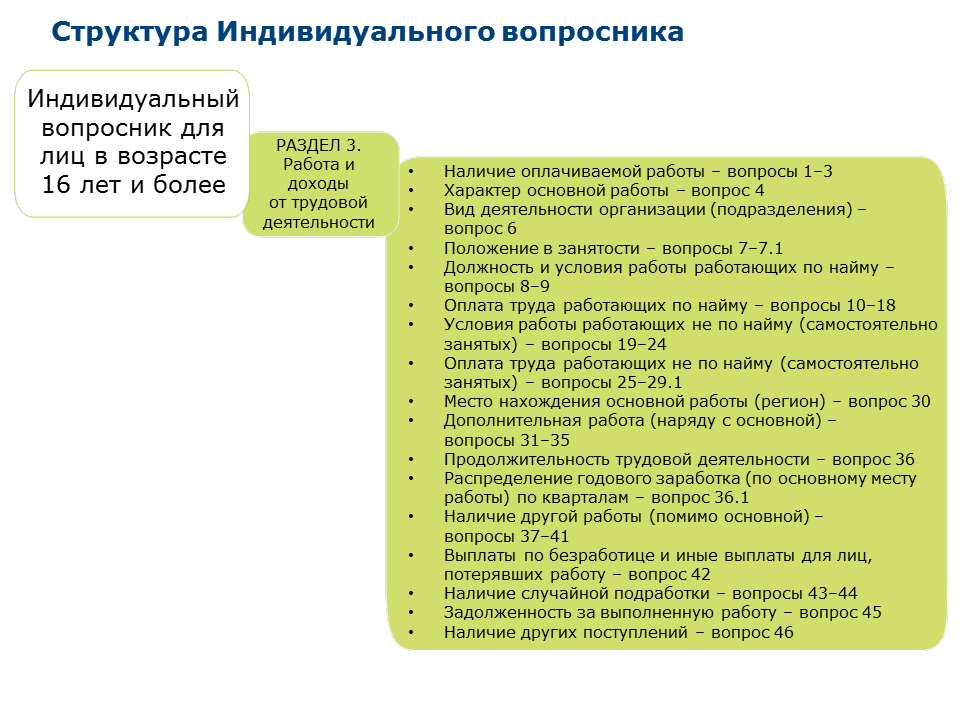 Структура Индивидуального вопросника
Индивидуальный
вопросник для
лиц в возрасте
16 лет и более
РАЗДЕЛ 3.
Работа и
доходы
от трудовой
деятельности
• Наличие оплачиваемой работы – вопросы 1–3
• Характер основной работы – вопрос 4
• Вид деятельности организации (подразделения) –
вопрос 6
• Положение в занятости – вопросы 7–7.1
• Должность и условия работы работающих по найму –
вопросы 8–9
• Оплата труда работающих по найму – вопросы 10–18
• Условия работы работающих не по найму (самостоятельно
занятых) – вопросы 19–24
• Оплата труда работающих не по найму (самостоятельно
занятых) – вопросы 25–29.1
• Место нахождения основной работы (регион) – вопрос 30
• Дополнительная работа (наряду с основной) –
вопросы 31–35
• Продолжительность трудовой деятельности – вопрос 36
• Распределение годового заработка (по основному месту
работы) по кварталам – вопрос 36.1
• Наличие другой работы (помимо основной) –
вопросы 37–41
• Выплаты по безработице и иные выплаты для лиц,
потерявших работу – вопрос 42
• Наличие случайной подработки – вопросы 43–44
• Задолженность за выполненную работу – вопрос 45
• Наличие других поступлений – вопрос 46